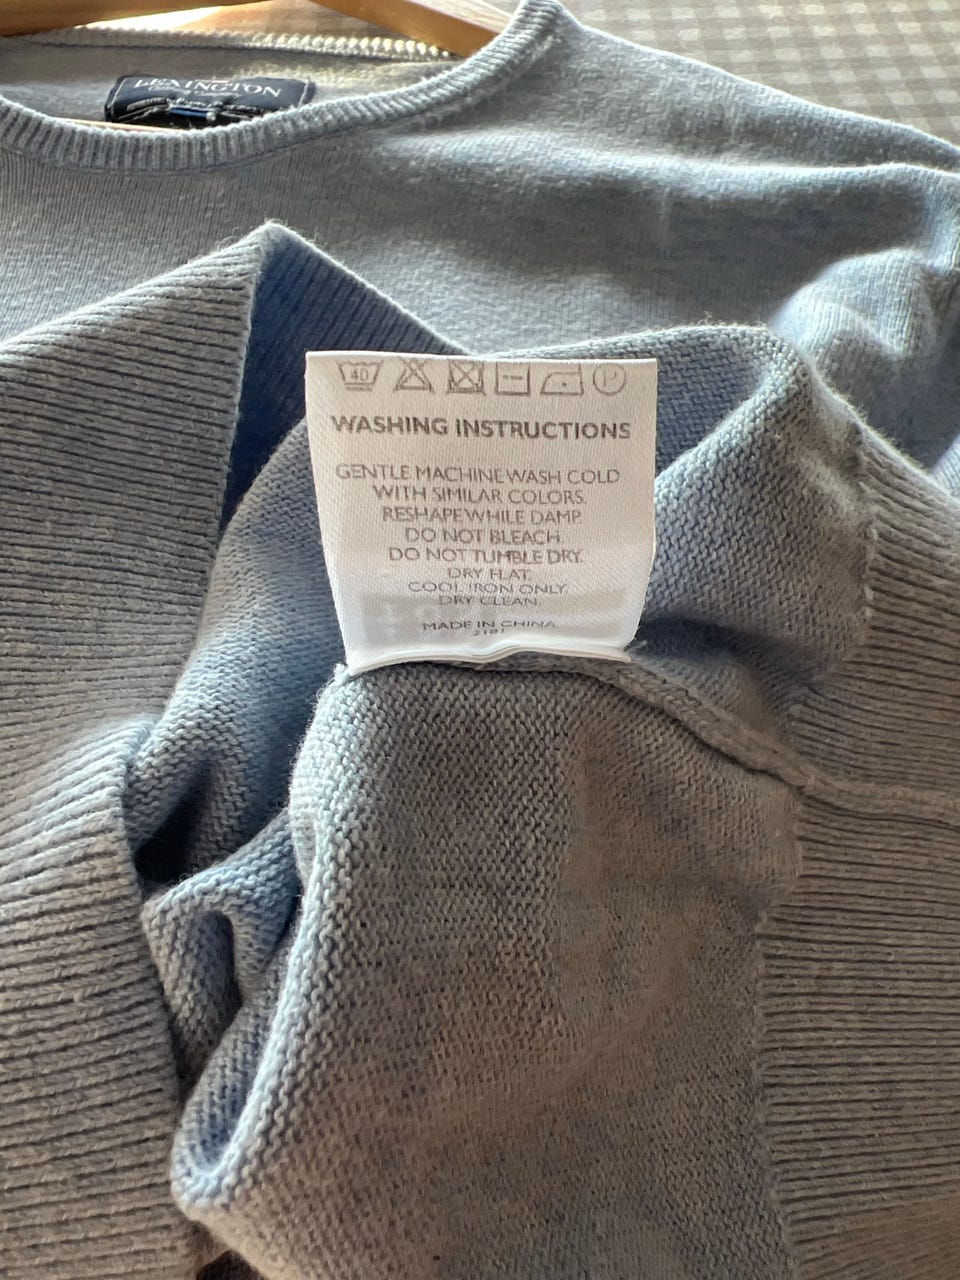 LEXINGTON
40
P
WASHING INSTRUCTIONS
GENTLE MACHINE WASH COLD
WITH SIMILAR COLORS.
RESHAPE WHILE DAMP.
DO NOT BLEACH.
DO NOT TUMBLE DRY.
DRY FLAT.
COOL IRON ONLY.
DRY CLEAN.
MADE IN CHINA